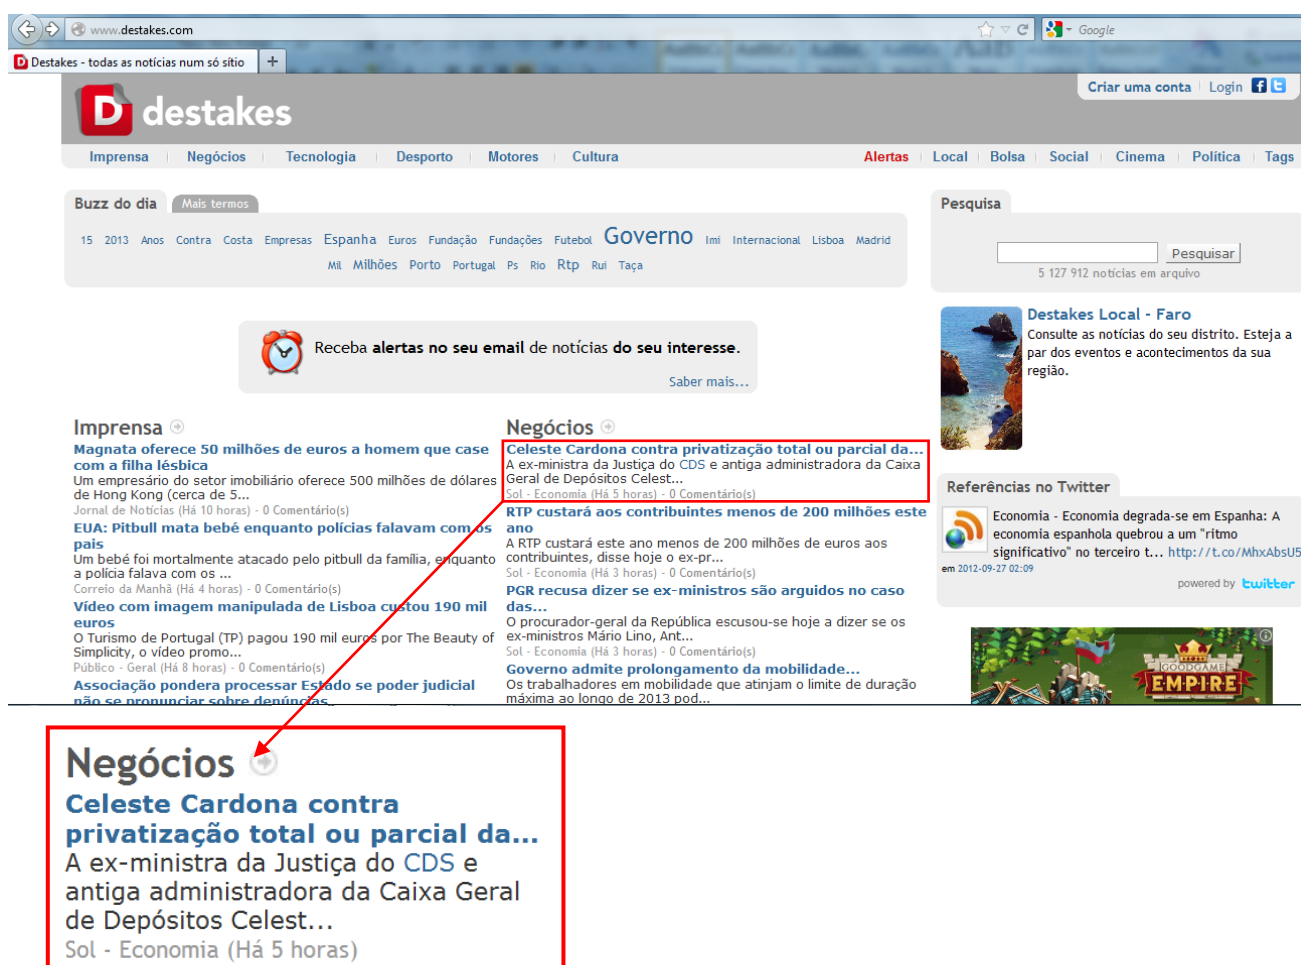 www.destakes.com
Google
Destakes - todas as notícias num só sítio
Criar uma conta Login
destakes
Imprensa Negócios Tecnologia Desporto Motores Cultura Alertas Local Bolsa Social Cinema Política Tags
Buzz do dia Mais termos
15 2013 Anos Contra Costa Empresas Espanha Euros Fundação Fundações Futebol Governo Imi Internacional Lisboa Madrid
Mil Milhões Porto Portugal Ps Rio Rtp Rui Taça
Pesquisa
Pesquisar
5 127 912 notícias em arquivo
Receba alertas no seu email de notícias do seu interesse.
Saber mais...
Destakes Local - Faro
Consulte as notícias do seu distrito. Esteja a
par dos eventos e acontecimentos da sua
região.
Imprensa
Magnata oferece 50 milhões de euros a homem que case
com a filha lésbica
Um empresário do setor imobiliário oferece 500 milhões de dólares
de Hong Kong (cerca de 5...
Jornal de Notícias (Há 10 horas) - 0 Comentário(s)
EUA: Pitbull mata bebé enquanto polícias falavam com os
pais
Um bebé foi mortalmente atacado pelo pitbull da família, enquanto
a polícia falava com os ...
Correio da Manhã (Há 4 horas) - 0 Comentário(s)
Vídeo com imagem manipulada de Lisboa custou 190 mil
euros
O Turismo de Portugal (TP) pagou 190 mil euros por The Beauty of
Simplicity, o vídeo promo...
Público - Geral (Há 8 horas) - 0 Comentário(s)
Associação pondera processar Estado se poder judicial
não se pronunciar sobre denúncias
Negócios
Celeste Cardona contra privatização total ou parcial da...
A ex-ministra da Justiça do CDS e antiga administradora da Caixa
Geral de Depósitos Celest...
Sol - Economia (Há 5 horas) - 0 Comentário(s)
RTP custará aos contribuintes menos de 200 milhões este
ano
A RTP custará este ano menos de 200 milhões de euros aos
contribuintes, disse hoje o ex-pr...
Sol - Economia (Há 3 horas) - 0 Comentário(s)
PGR recusa dizer se ex-ministros são arguidos no caso
das...
O procurador-geral da República escusou-se hoje a dizer se os
ex-ministros Mário Lino, Ant...
Sol - Economia (Há 3 horas) - 0 Comentário(s)
Governo admite prolongamento da mobilidade...
Os trabalhadores em mobilidade que atinjam o limite de duração
máxima ao longo de 2013 pod...
Referências no Twitter
Economia - Economia degrada-se em Espanha: A
economia espanhola quebrou a um "ritmo
significativo" no terceiro t... http://t.co/MhxAbsU5
em 2012-09-27 02:09
powered by twitter
GOODGAME
EMPIRE
Negócios
Celeste Cardona contra
privatização total ou parcial da...
A ex-ministra da Justiça do CDS e
antiga administradora da Caixa Geral
de Depósitos Celest...
Sol - Economia (Há 5 horas)